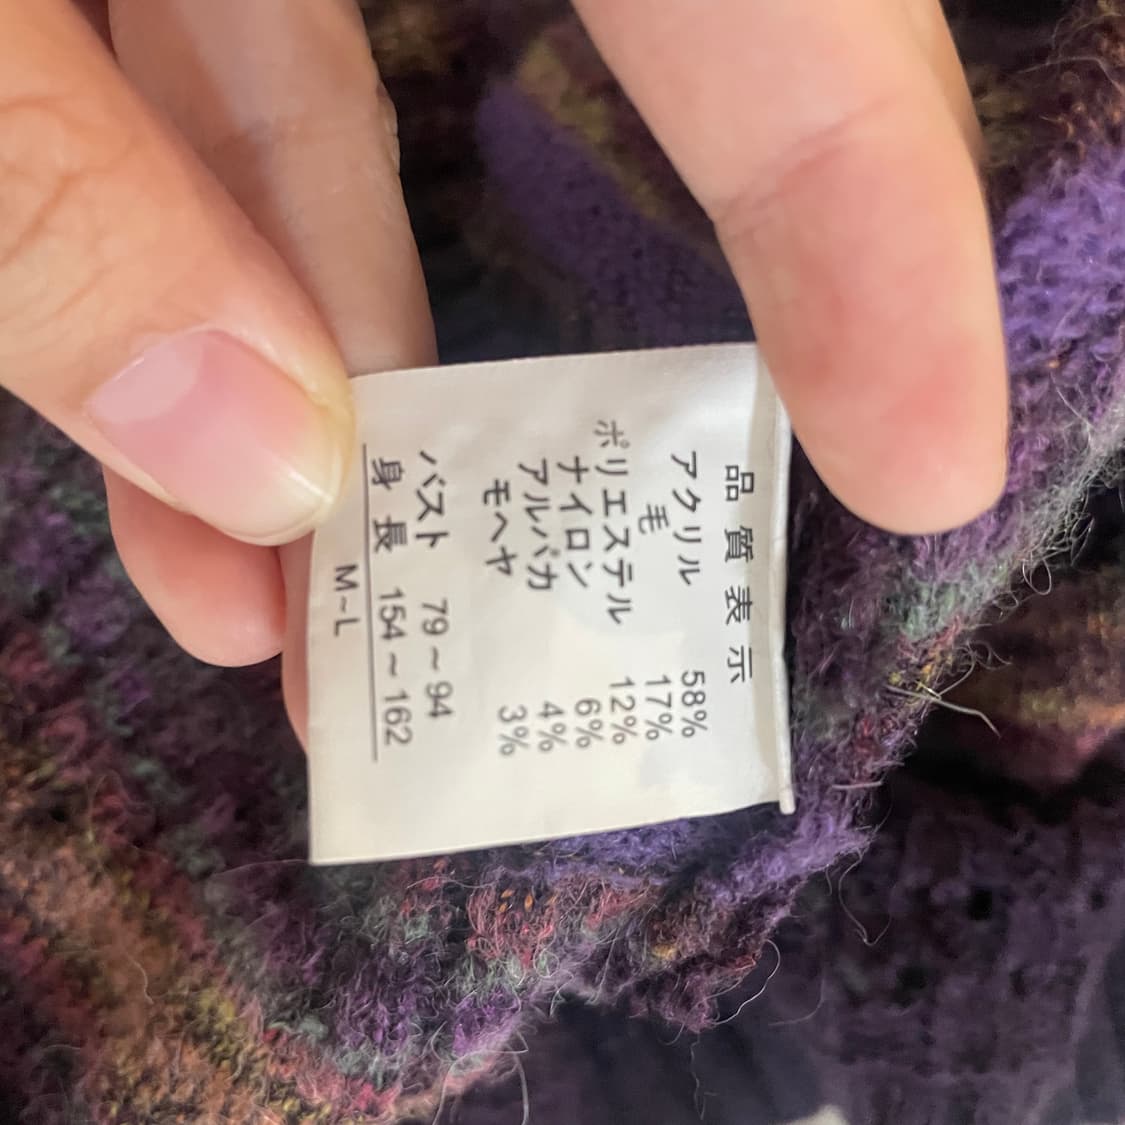 品質表示
アクリル 58%
毛 17%
ポリエステル 12%
ナイロン 6%
アルパカ 4%
モヘヤ 3%
バスト 79~94
身長 154~162
M~L